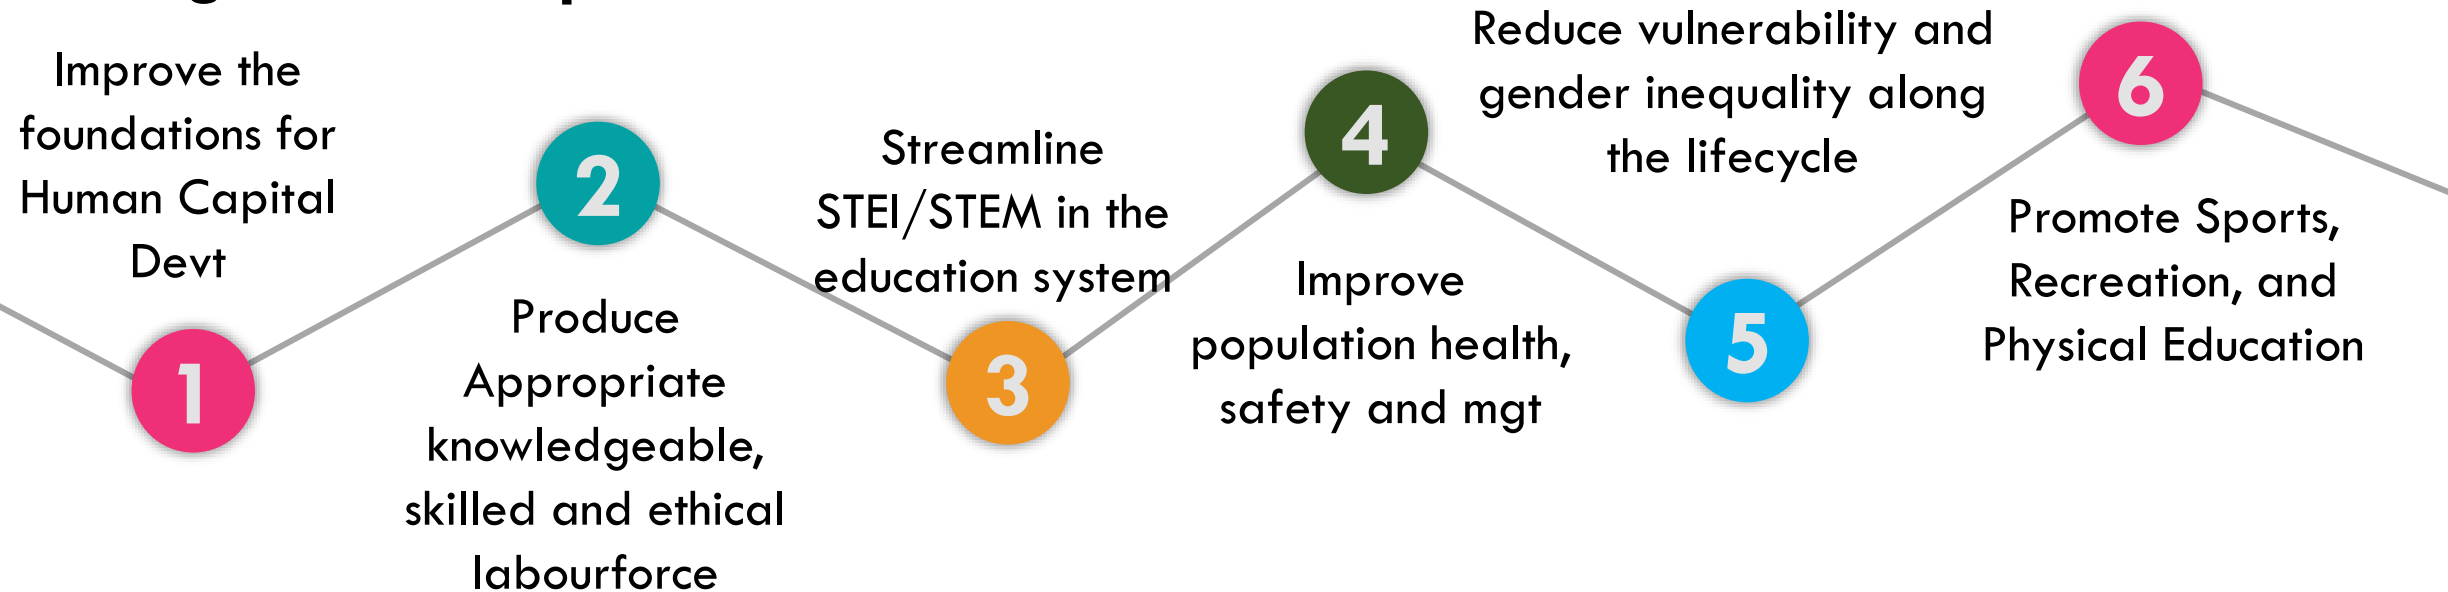 Improve the
foundations for
Human Capital
Devt
1
2
Produce
Appropriate
knowledgeable,
skilled and ethical
labourforce
Streamline
STEI/STEM in the
education system
3
4
Improve
population health,
safety and mgt
Reduce vulnerability and
gender inequality along
the lifecycle
5
6
Promote Sports,
Recreation, and
Physical Education